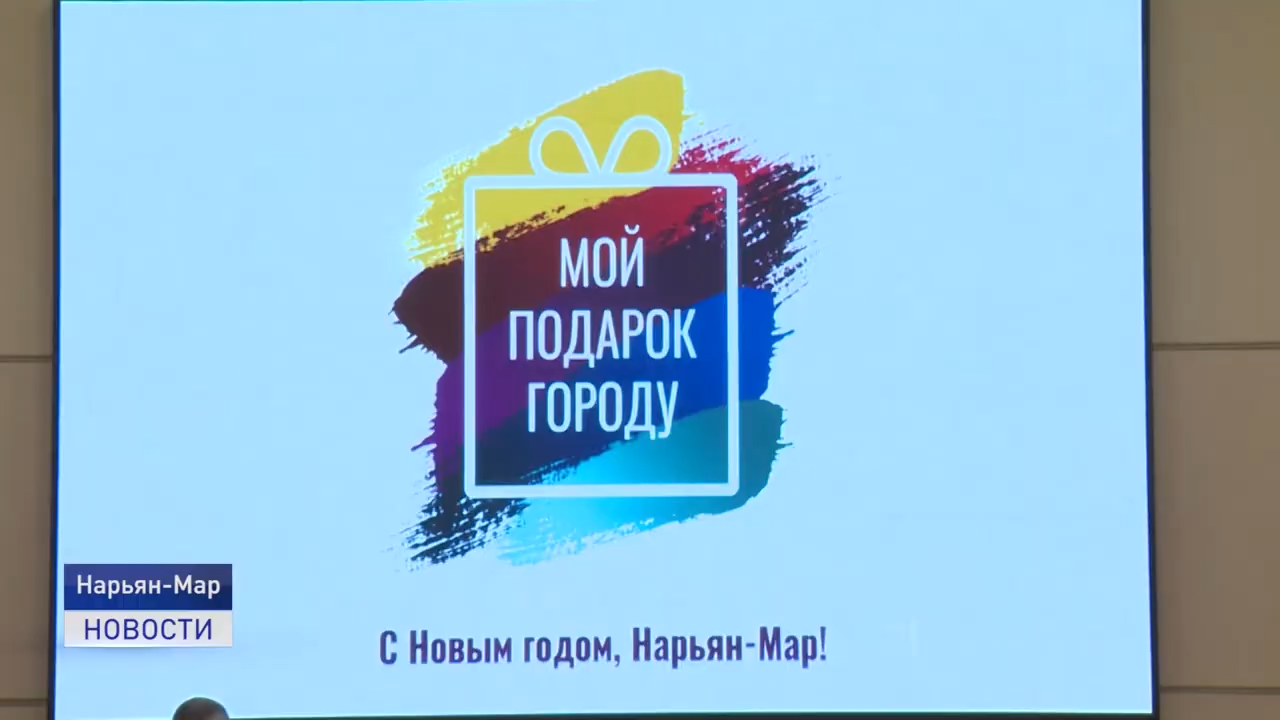 МОЙ
ПОДАРОК
ГОРОДУ
Нарьян-Мар
НОВОСТИ
С Новым годом, Нарьян-Мар!